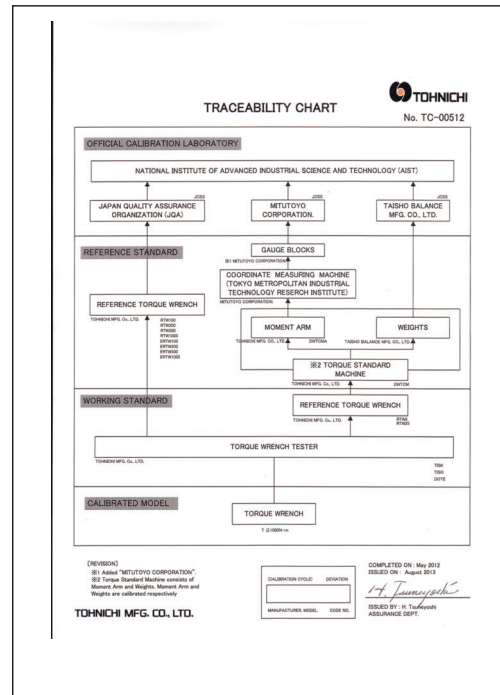 TOHNICHI
TRACEABILITY CHART
No. TC-00512
OFFICIAL CALIBRATION LABORATORY
NATIONAL INSTITUTE OF ADVANCED INDUSTRIAL SCIENCE AND TECHNOLOGY (AIST)
JCSS
JCSS
JCSS
JAPAN QUALITY ASSURANCE
ORGANIZATION (JQA)
MITUTOYO
CORPORATION.
TAISHO BALANCE
MFG. CO., LTD.
REFERENCE STANDARD
GAUGE BLOCKS
※1 MITUTOYO CORPORATION
COORDINATE MEASURING MACHINE
(TOKYO METROPOLITAN INDUSTRIAL
TECHNOLOGY RESERCH INSTITUTE)
MITUTOYO CORPORATION.
REFERENCE TORQUE WRENCH
TOHNICHI MFG. Co., LTD.
MOMENT ARM
TOHNICHI MFG. CO., LTD.
DWTCMA
WEIGHTS
TAISHO BALANCE MFG. CO., LTD.
※2 TORQUE STANDARD
MACHINE
TOHNICHI MFG. Co., LTD.
WORKING STANDARD
REFERENCE TORQUE WRENCH
TOHNICHI MFG. Co., LTD.
TORQUE WRENCH TESTER
TOHNICHI MFG. Co., LTD.
DOTE
CALIBRATED MODEL
TORQUE WRENCH
[REVISION]
※1 Added "MITUTOYO CORPORATION".
※2 Torque Standard Machine consists of
Moment Arm and Weights. Moment Arm and
Weights are calibrated respectively
TOHNICHI MFG. CO., LTD.
(CALIBRATION CYCLE) DEVIATION
MANUFACTURER, MODEL CODE NO.
COMPLETED ON : May 2012
ISSUED ON : August 2013
H. Tsuneyoshi
ISSUED BY : H. Tsuneyoshi
ASSURANCE DEPT.